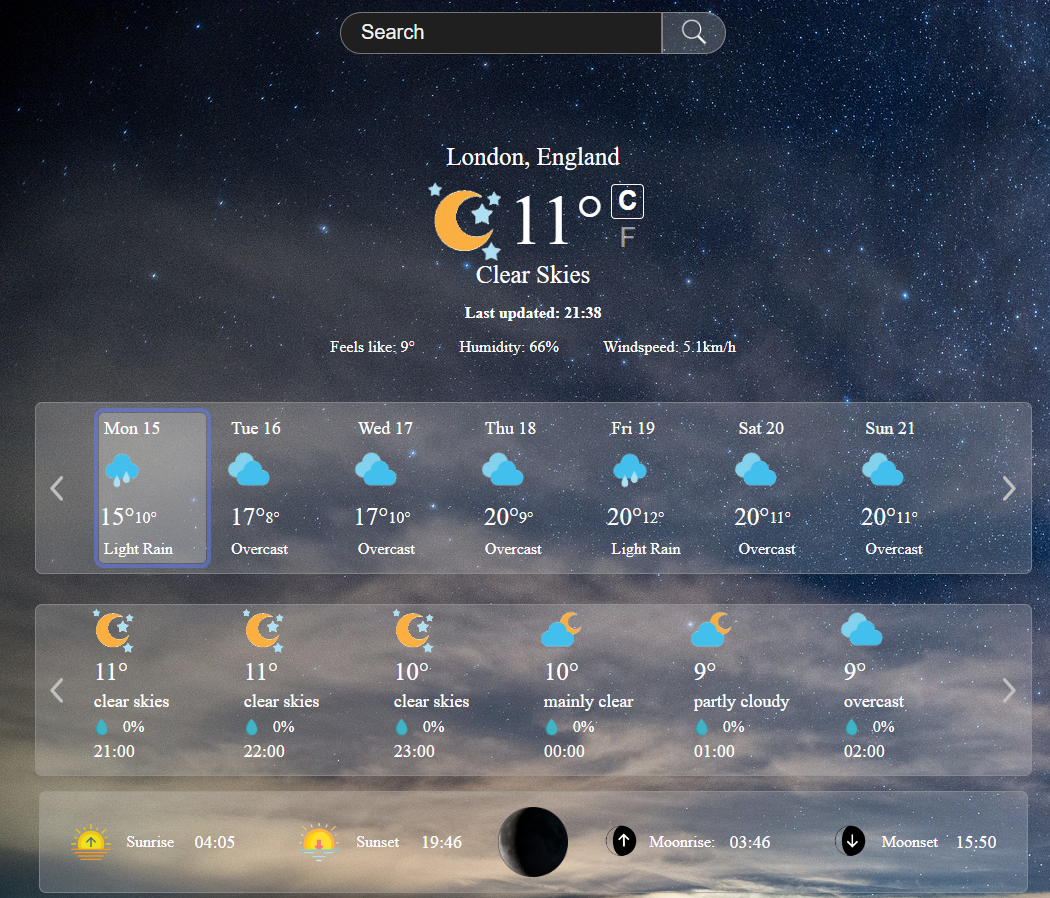 Search
London, England
11° C
F
Clear Skies
Last updated: 21:38
Feels like: 9° Humidity: 66% Windspeed: 5.1km/h
Mon 15 Tue 16 Wed 17 Thu 18 Fri 19 Sat 20 Sun 21
15°10° 17°8° 17°10° 20°9° 20°12° 20°11° 20°11°
Light Rain Overcast Overcast Overcast Light Rain Overcast Overcast
11° 11° 10° 10° 9° 9°
clear skies clear skies clear skies mainly clear partly cloudy overcast
0% 0% 0% 0% 0% 0%
21:00 22:00 23:00 00:00 01:00 02:00
Sunrise 04:05 Sunset 19:46 Moonrise: 03:46 Moonset 15:50